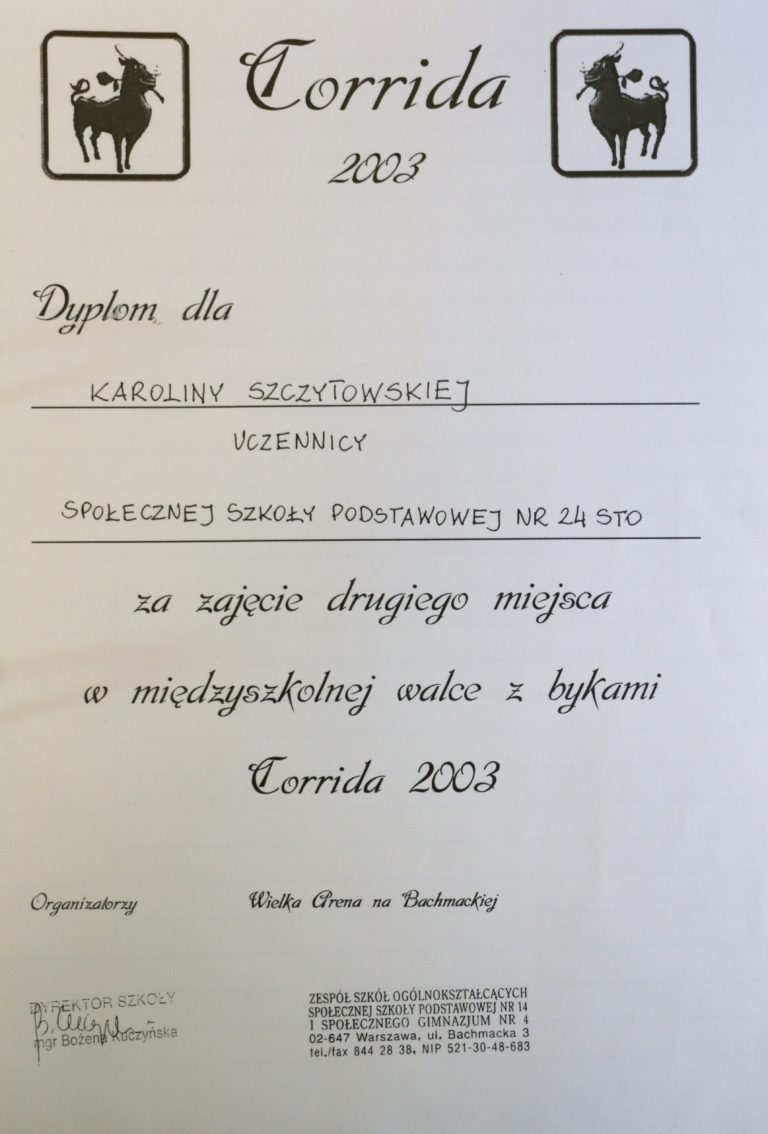 Corrida
2003
Dyplom dla
KAROLINY SZCZYTOWSKIEJ
UCZENNICY
SPOŁECZNEJ SZKOŁY PODSTAWOWEJ NR 24 STO
za zajęcie drugiego miejsca
w międzyszkolnej walce z bykami
Corrida 2003
Organizatorzy
Wielka Arena na Bachmackiej
DYREKTOR SZKOŁY
mgr Bożena Kuczyńska
ZESPÓŁ SZKÓŁ OGÓLNOKSZTAŁCĄCYCH
SPOŁECZNEJ SZKOŁY PODSTAWOWEJ NR 14
I SPOŁECZNEGO GIMNAZJUM NR 4
02-647 Warszawa, ul. Bachmacka 3
tel./fax 844 28 38, NIP 521-30-48-683